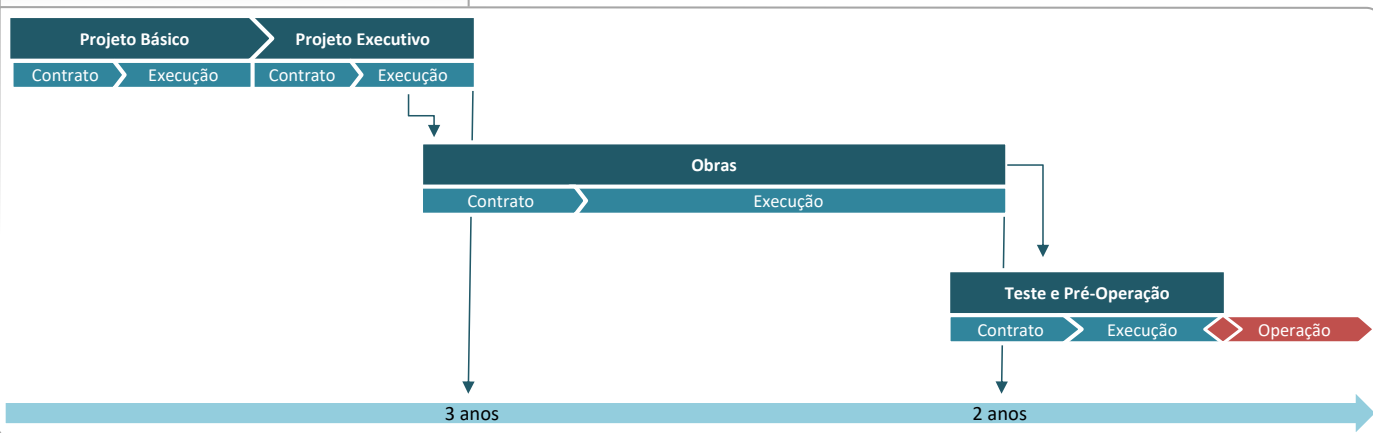 Projeto Básico
Projeto Executivo
Contrato
Execução
Contrato
Execução
Obras
Contrato
Execução
Teste e Pré-Operação
Contrato
Execução
Operação
3 anos
2 anos